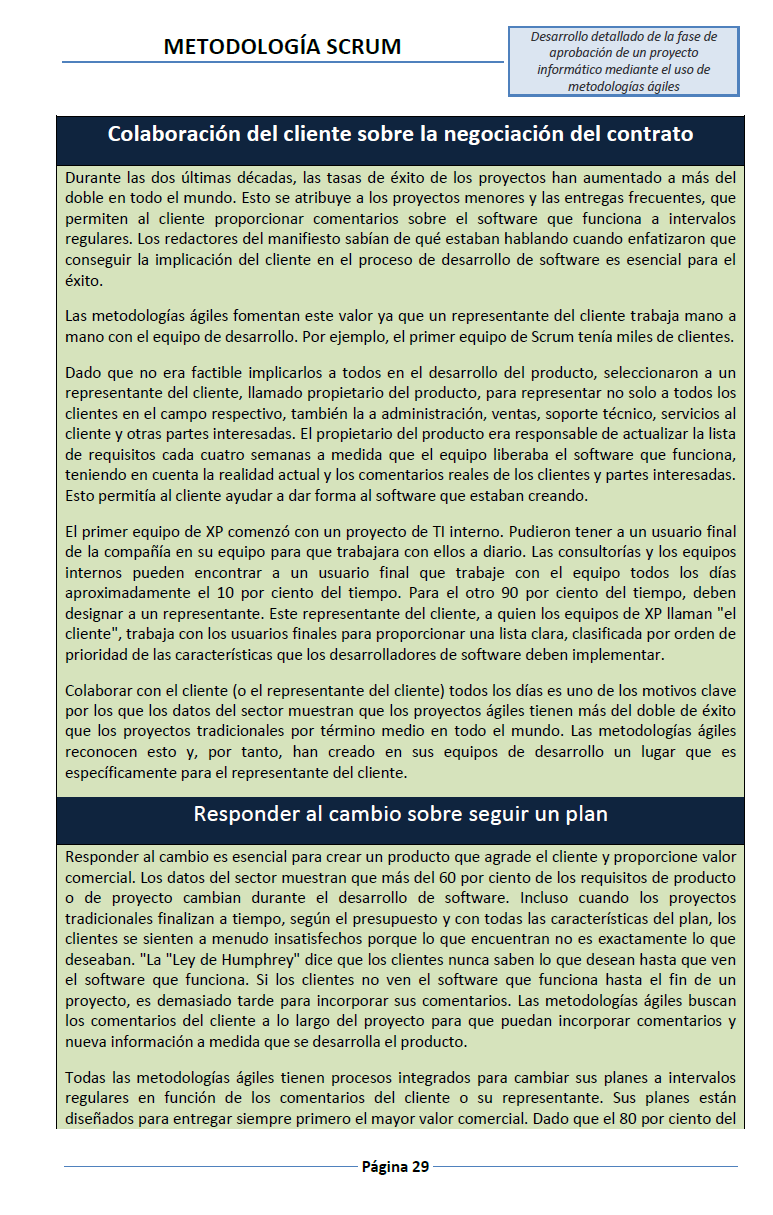 METODOLOGÍA SCRUM
Desarrollo detallado de la fase de
aprobación de un proyecto
informático mediante el uso de
metodologías ágiles
Colaboración del cliente sobre la negociación del contrato
Durante las dos últimas décadas, las tasas de éxito de los proyectos han aumentado a más del
doble en todo el mundo. Esto se atribuye a los proyectos menores y las entregas frecuentes, que
permiten al cliente proporcionar comentarios sobre el software que funciona a intervalos
regulares. Los redactores del manifiesto sabían de qué estaban hablando cuando enfatizaron que
conseguir la implicación del cliente en el proceso de desarrollo de software es esencial para el
éxito.
Las metodologías ágiles fomentan este valor ya que un representante del cliente trabaja mano a
mano con el equipo de desarrollo. Por ejemplo, el primer equipo de Scrum tenía miles de clientes.
Dado que no era factible implicarlos a todos en el desarrollo del producto, seleccionaron a un
representante del cliente, llamado propietario del producto, para representar no solo a todos los
clientes en el campo respectivo, también la a administración, ventas, soporte técnico, servicios al
cliente y otras partes interesadas. El propietario del producto era responsable de actualizar la lista
de requisitos cada cuatro semanas a medida que el equipo liberaba el software que funciona,
teniendo en cuenta la realidad actual y los comentarios reales de los clientes y partes interesadas.
Esto permitía al cliente ayudar a dar forma al software que estaban creando.
El primer equipo de XP comenzó con un proyecto de TI interno. Pudieron tener a un usuario final
de la compañía en su equipo para que trabajara con ellos a diario. Las consultorías y los equipos
internos pueden encontrar a un usuario final que trabaje con el equipo todos los días
aproximadamente el 10 por ciento del tiempo. Para el otro 90 por ciento del tiempo, deben
designar a un representante. Este representante del cliente, a quien los equipos de XP llaman "el
cliente", trabaja con los usuarios finales para proporcionar una lista clara, clasificada por orden de
prioridad de las características que los desarrolladores de software deben implementar.
Colaborar con el cliente (o el representante del cliente) todos los días es uno de los motivos clave
por los que los datos del sector muestran que los proyectos ágiles tienen más del doble de éxito
que los proyectos tradicionales por término medio en todo el mundo. Las metodologías ágiles
reconocen esto y, por tanto, han creado en sus equipos de desarrollo un lugar que es
específicamente para el representante del cliente.
Responder al cambio sobre seguir un plan
Responder al cambio es esencial para crear un producto que agrade el cliente y proporcione valor
comercial. Los datos del sector muestran que más del 60 por ciento de los requisitos de producto
o de proyecto cambian durante el desarrollo de software. Incluso cuando los proyectos
tradicionales finalizan a tiempo, según el presupuesto y con todas las características del plan, los
clientes se sienten a menudo insatisfechos porque lo que encuentran no es exactamente lo que
deseaban. "La "Ley de Humphrey" dice que los clientes nunca saben lo que desean hasta que ven
el software que funciona. Si los clientes no ven el software que funciona hasta el fin de un
proyecto, es demasiado tarde para incorporar sus comentarios. Las metodologías ágiles buscan
los comentarios del cliente a lo largo del proyecto para que puedan incorporar comentarios y
nueva información a medida que se desarrolla el producto.
Todas las metodologías ágiles tienen procesos integrados para cambiar sus planes a intervalos
regulares en función de los comentarios del cliente o su representante. Sus planes están
diseñados para entregar siempre primero el mayor valor comercial. Dado que el 80 por ciento del
Página 29